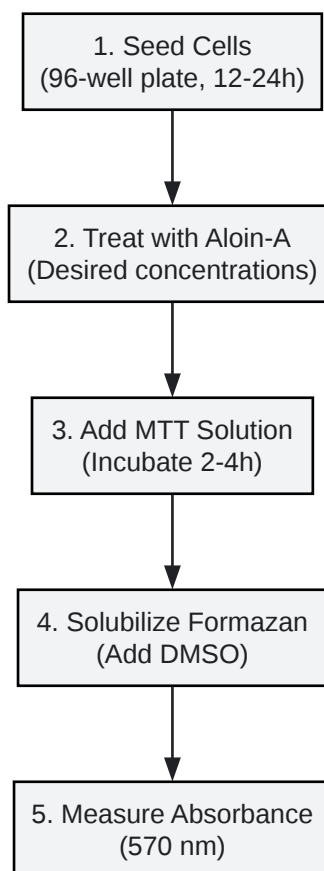 1. Seed Cells
(96-well plate, 12-24h)
2. Treat with Aloin-A
(Desired concentrations)
3. Add MTT Solution
(Incubate 2-4h)
4. Solubilize Formazan
(Add DMSO)
5. Measure Absorbance
(570 nm)